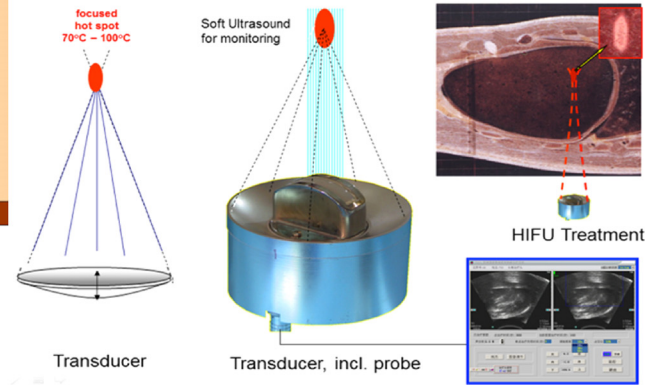 focused
hot spot
70°C – 100°C
Soft Ultrasound
for monitoring
HIFU Treatment
Transducer
Transducer, incl. probe